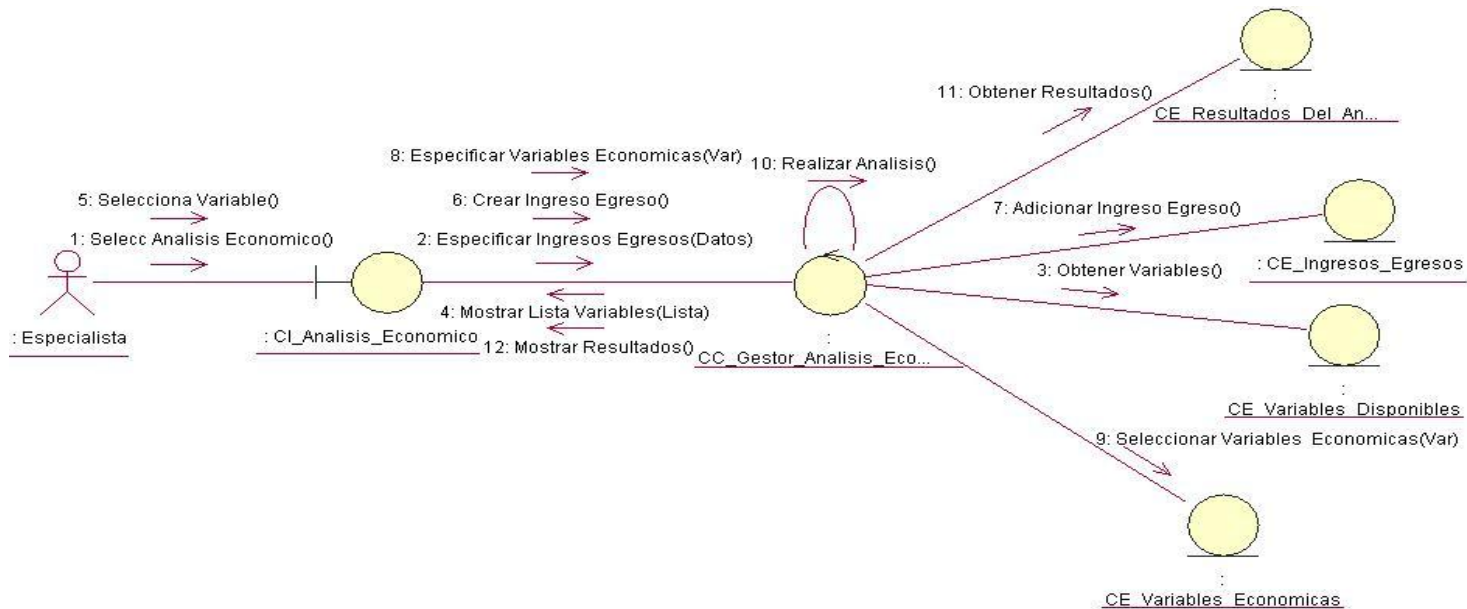 11: Obtener Resultados()
:
CE_Resultados_Del_An...
8: Especificar Variables Economicas(Var)
10: Realizar Analisis()
5: Selecciona Variable()
6: Crear Ingreso Egreso()
7: Adicionar Ingreso Egreso()
1: Selecc Analisis Economico()
2: Especificar Ingresos Egresos(Datos)
: CE_Ingresos_Egresos
3: Obtener Variables()
4: Mostrar Lista Variables(Lista)
: Especialista
: CI_Analisis_Economico
12: Mostrar Resultados()
:
CC_Gestor_Analisis_Eco...
:
CE_Variables_Disponibles
9: Seleccionar Variables Economicas(Var)
:
CE_Variables_Economicas